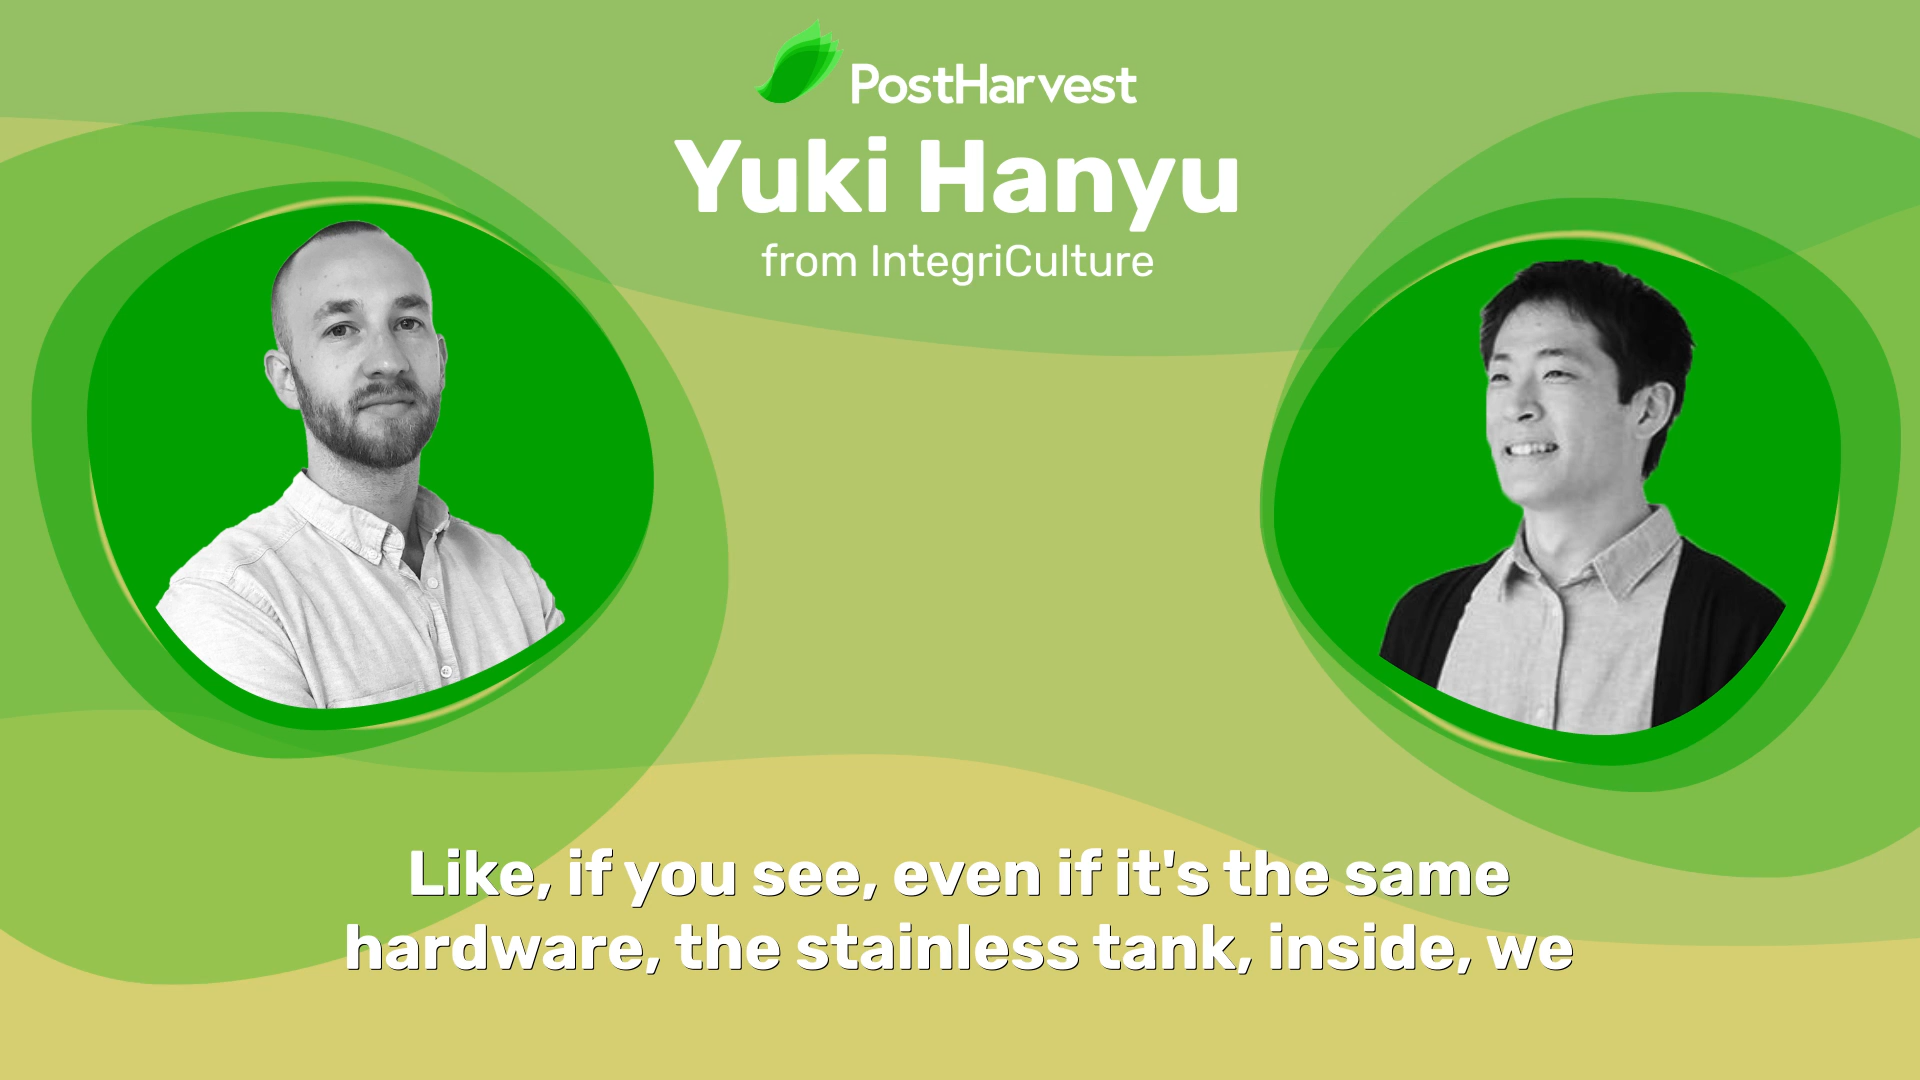 PostHarvest
Yuki Hanyu
from IntegriCulture
Like, if you see, even if it's the same
hardware, the stainless tank, inside, we